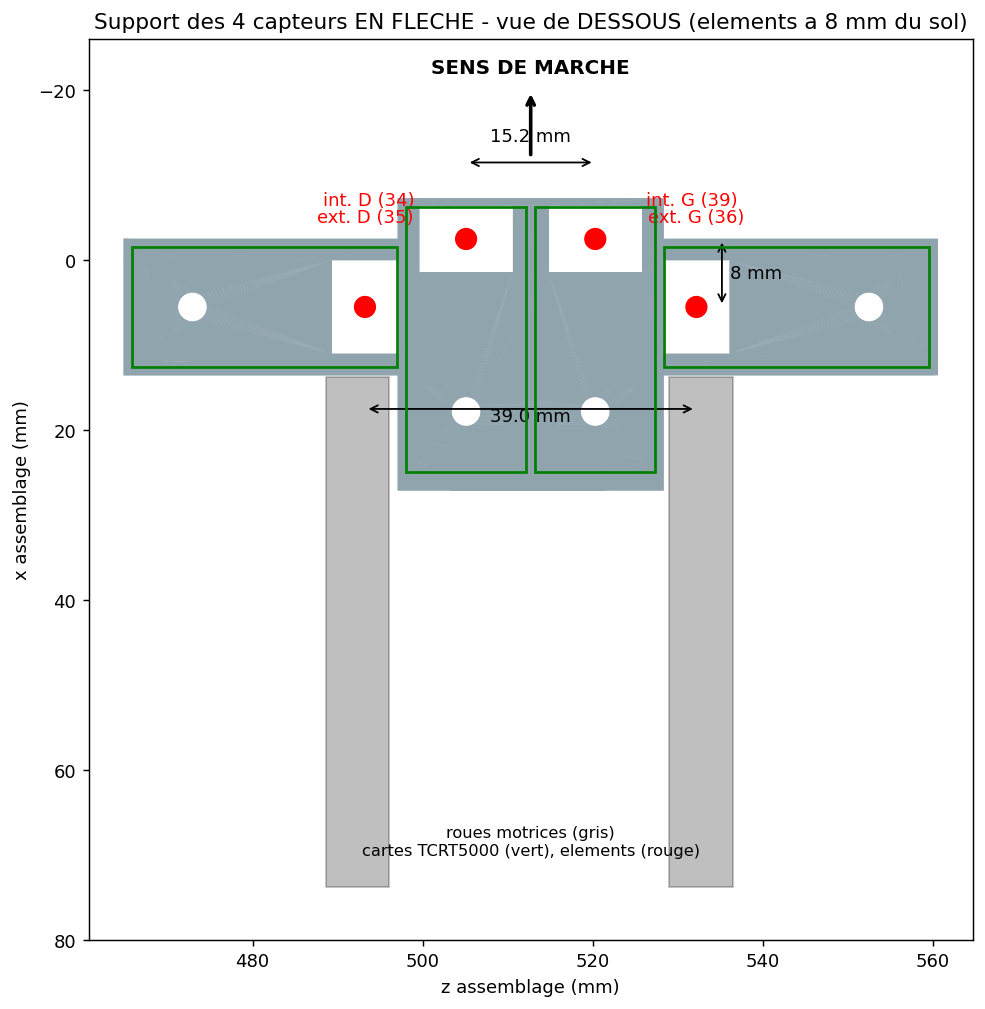 Support des 4 capteurs EN FLECHE - vue de DESSOUS (elements a 8 mm du sol)
SENS DE MARCHE
15.2 mm
int. D (34)
int. G (39)
ext. D (35)
ext. G (36)
8 mm
39.0 mm
roues motrices (gris)
cartes TCRT5000 (vert), elements (rouge)
−20
0
20
40
60
80
x assemblage (mm)
480
500
520
540
560
z assemblage (mm)